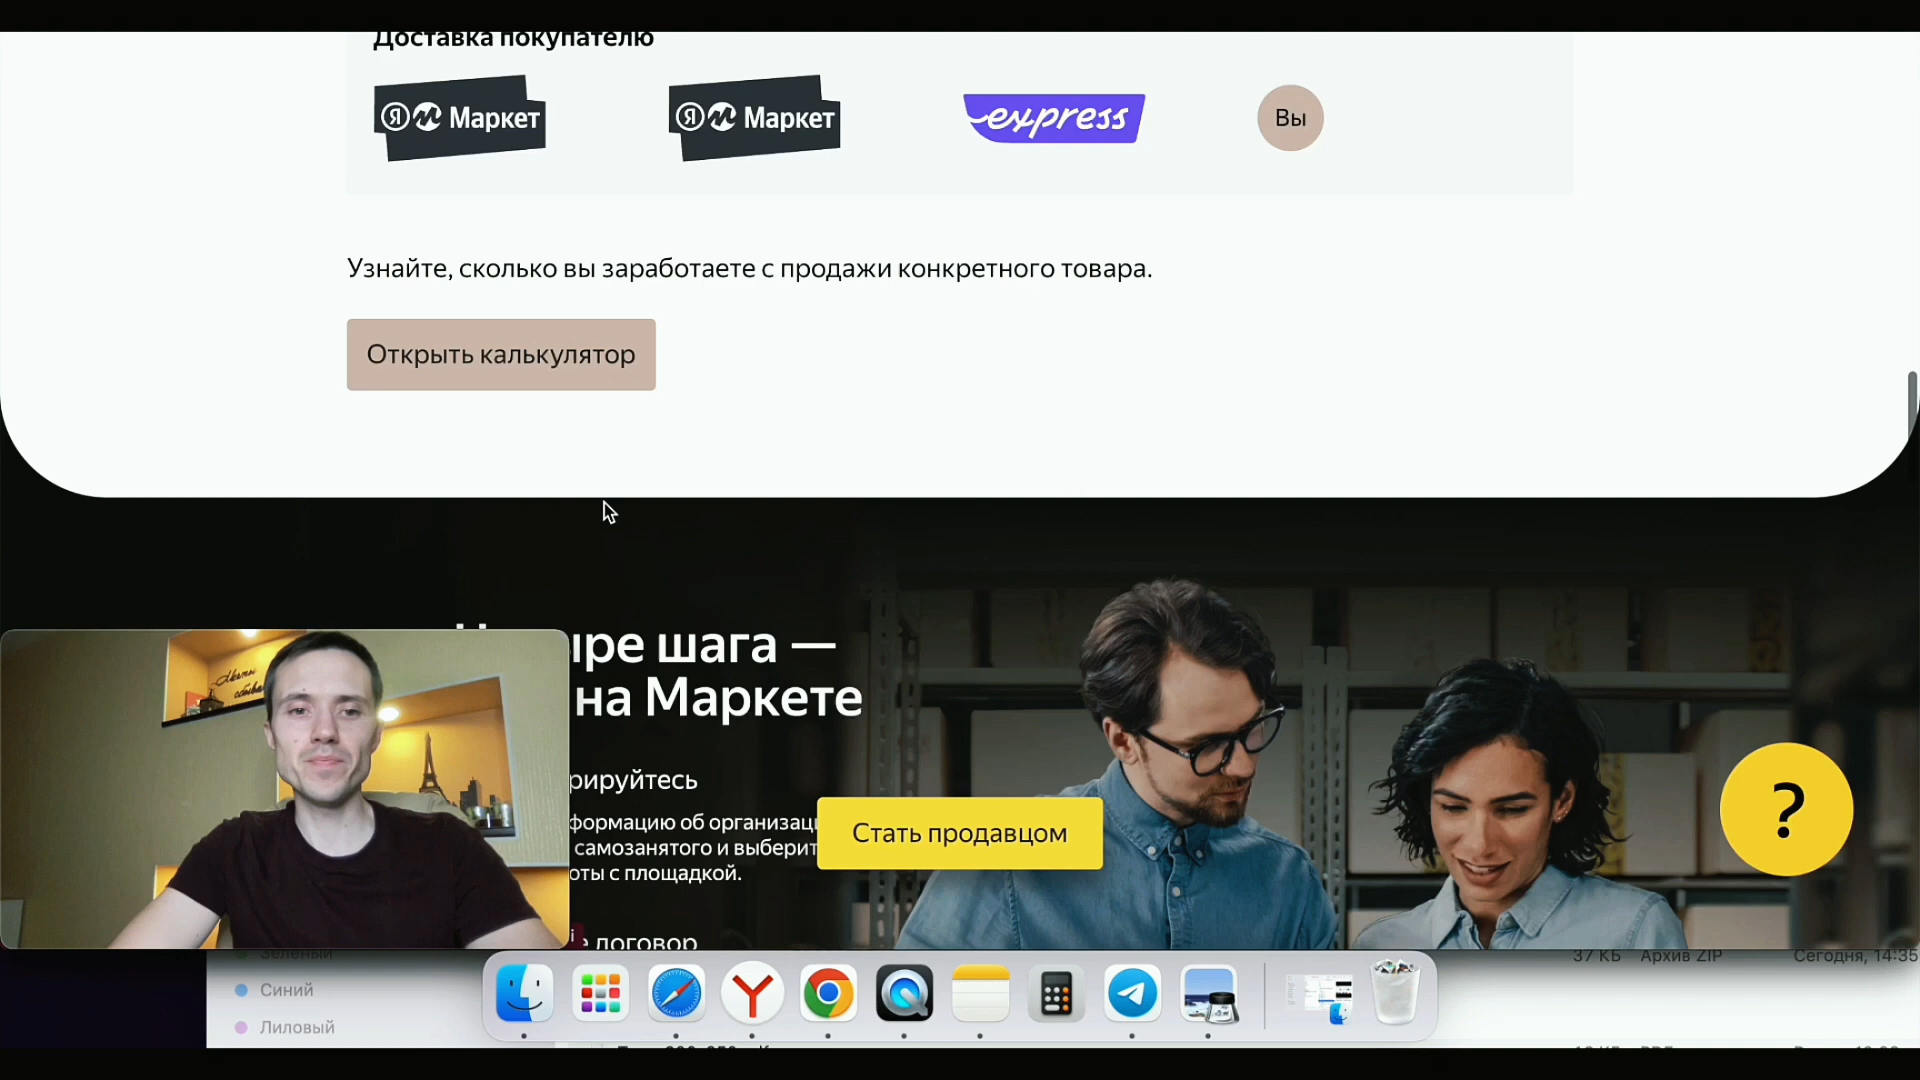 Доставка покупателю
Я Маркет
Я Маркет
express
Вы
Узнайте, сколько вы заработаете с продажи конкретного товара.
Открыть калькулятор
ыре шага —
на Маркете
рируйтесь
формацию об организац
самозанятого и выберит
оты с площадкой.
Стать продавцом
?
е договор
Зеленый
Синий
Лиловый
37 КБ Архив ZIP Сегодня, 14:35